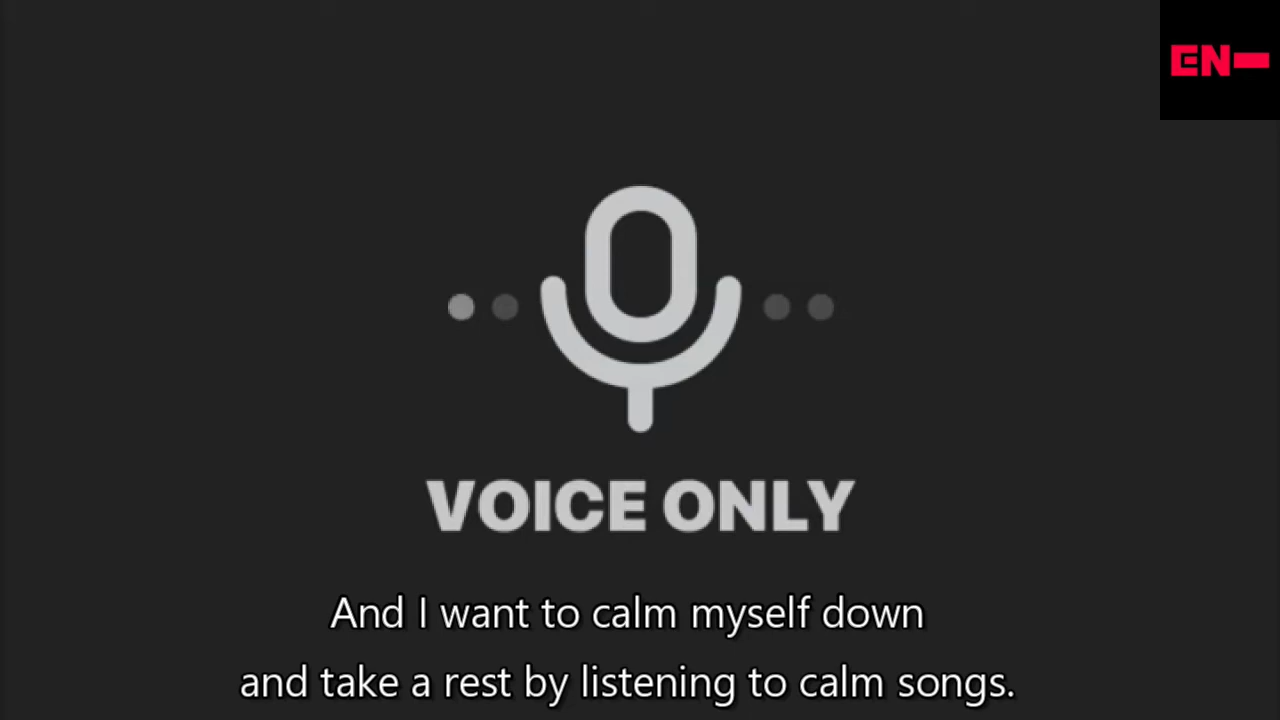 EN-
VOICE ONLY
And I want to calm myself down
and take a rest by listening to calm songs.